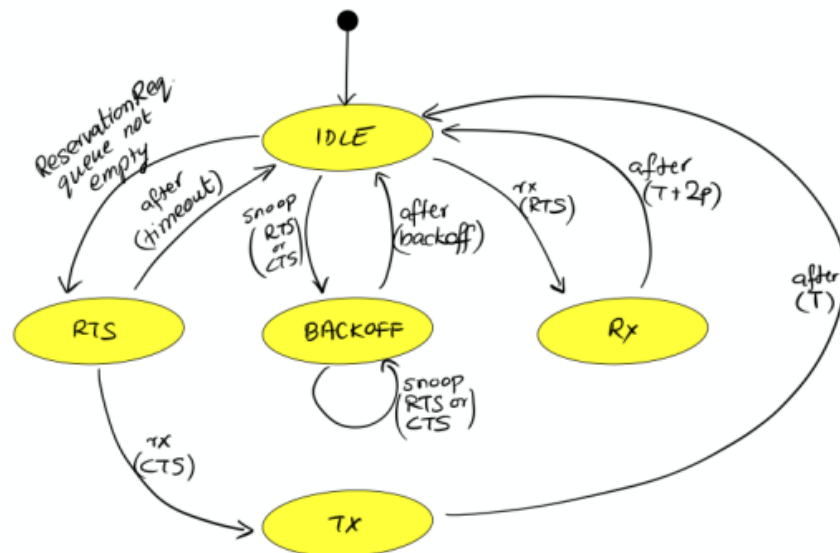 IDLE
ReservationReq.
queue not
empty
after
(timeout)
snoop
(RTS
or
CTS)
after
(backoff)
rx
(RTS)
after
(T+2p)
after
(T)
RTS
BACKOFF
RX
snoop
(RTS or
CTS)
rx
(CTS)
TX